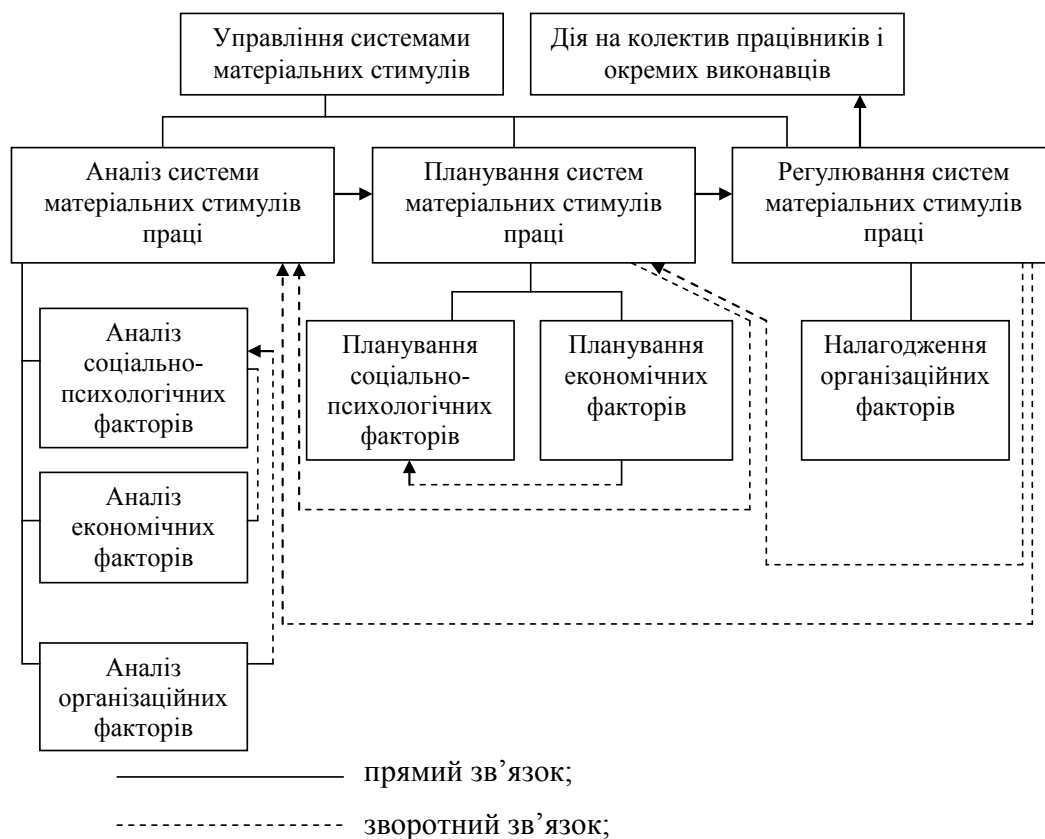 Управління системами
матеріальних стимулів
Дія на колектив працівників і
окремих виконавців
Аналіз системи
матеріальних стимулів
праці
Планування систем
матеріальних стимулів
праці
Регулювання систем
матеріальних стимулів
праці
Аналіз
соціально-
психологічних
факторів
Планування
соціально-
психологічних
факторів
Планування
економічних
факторів
Налагодження
організаційних
факторів
Аналіз
економічних
факторів
Аналіз
організаційних
факторів
прямий зв’язок;
зворотний зв’язок;